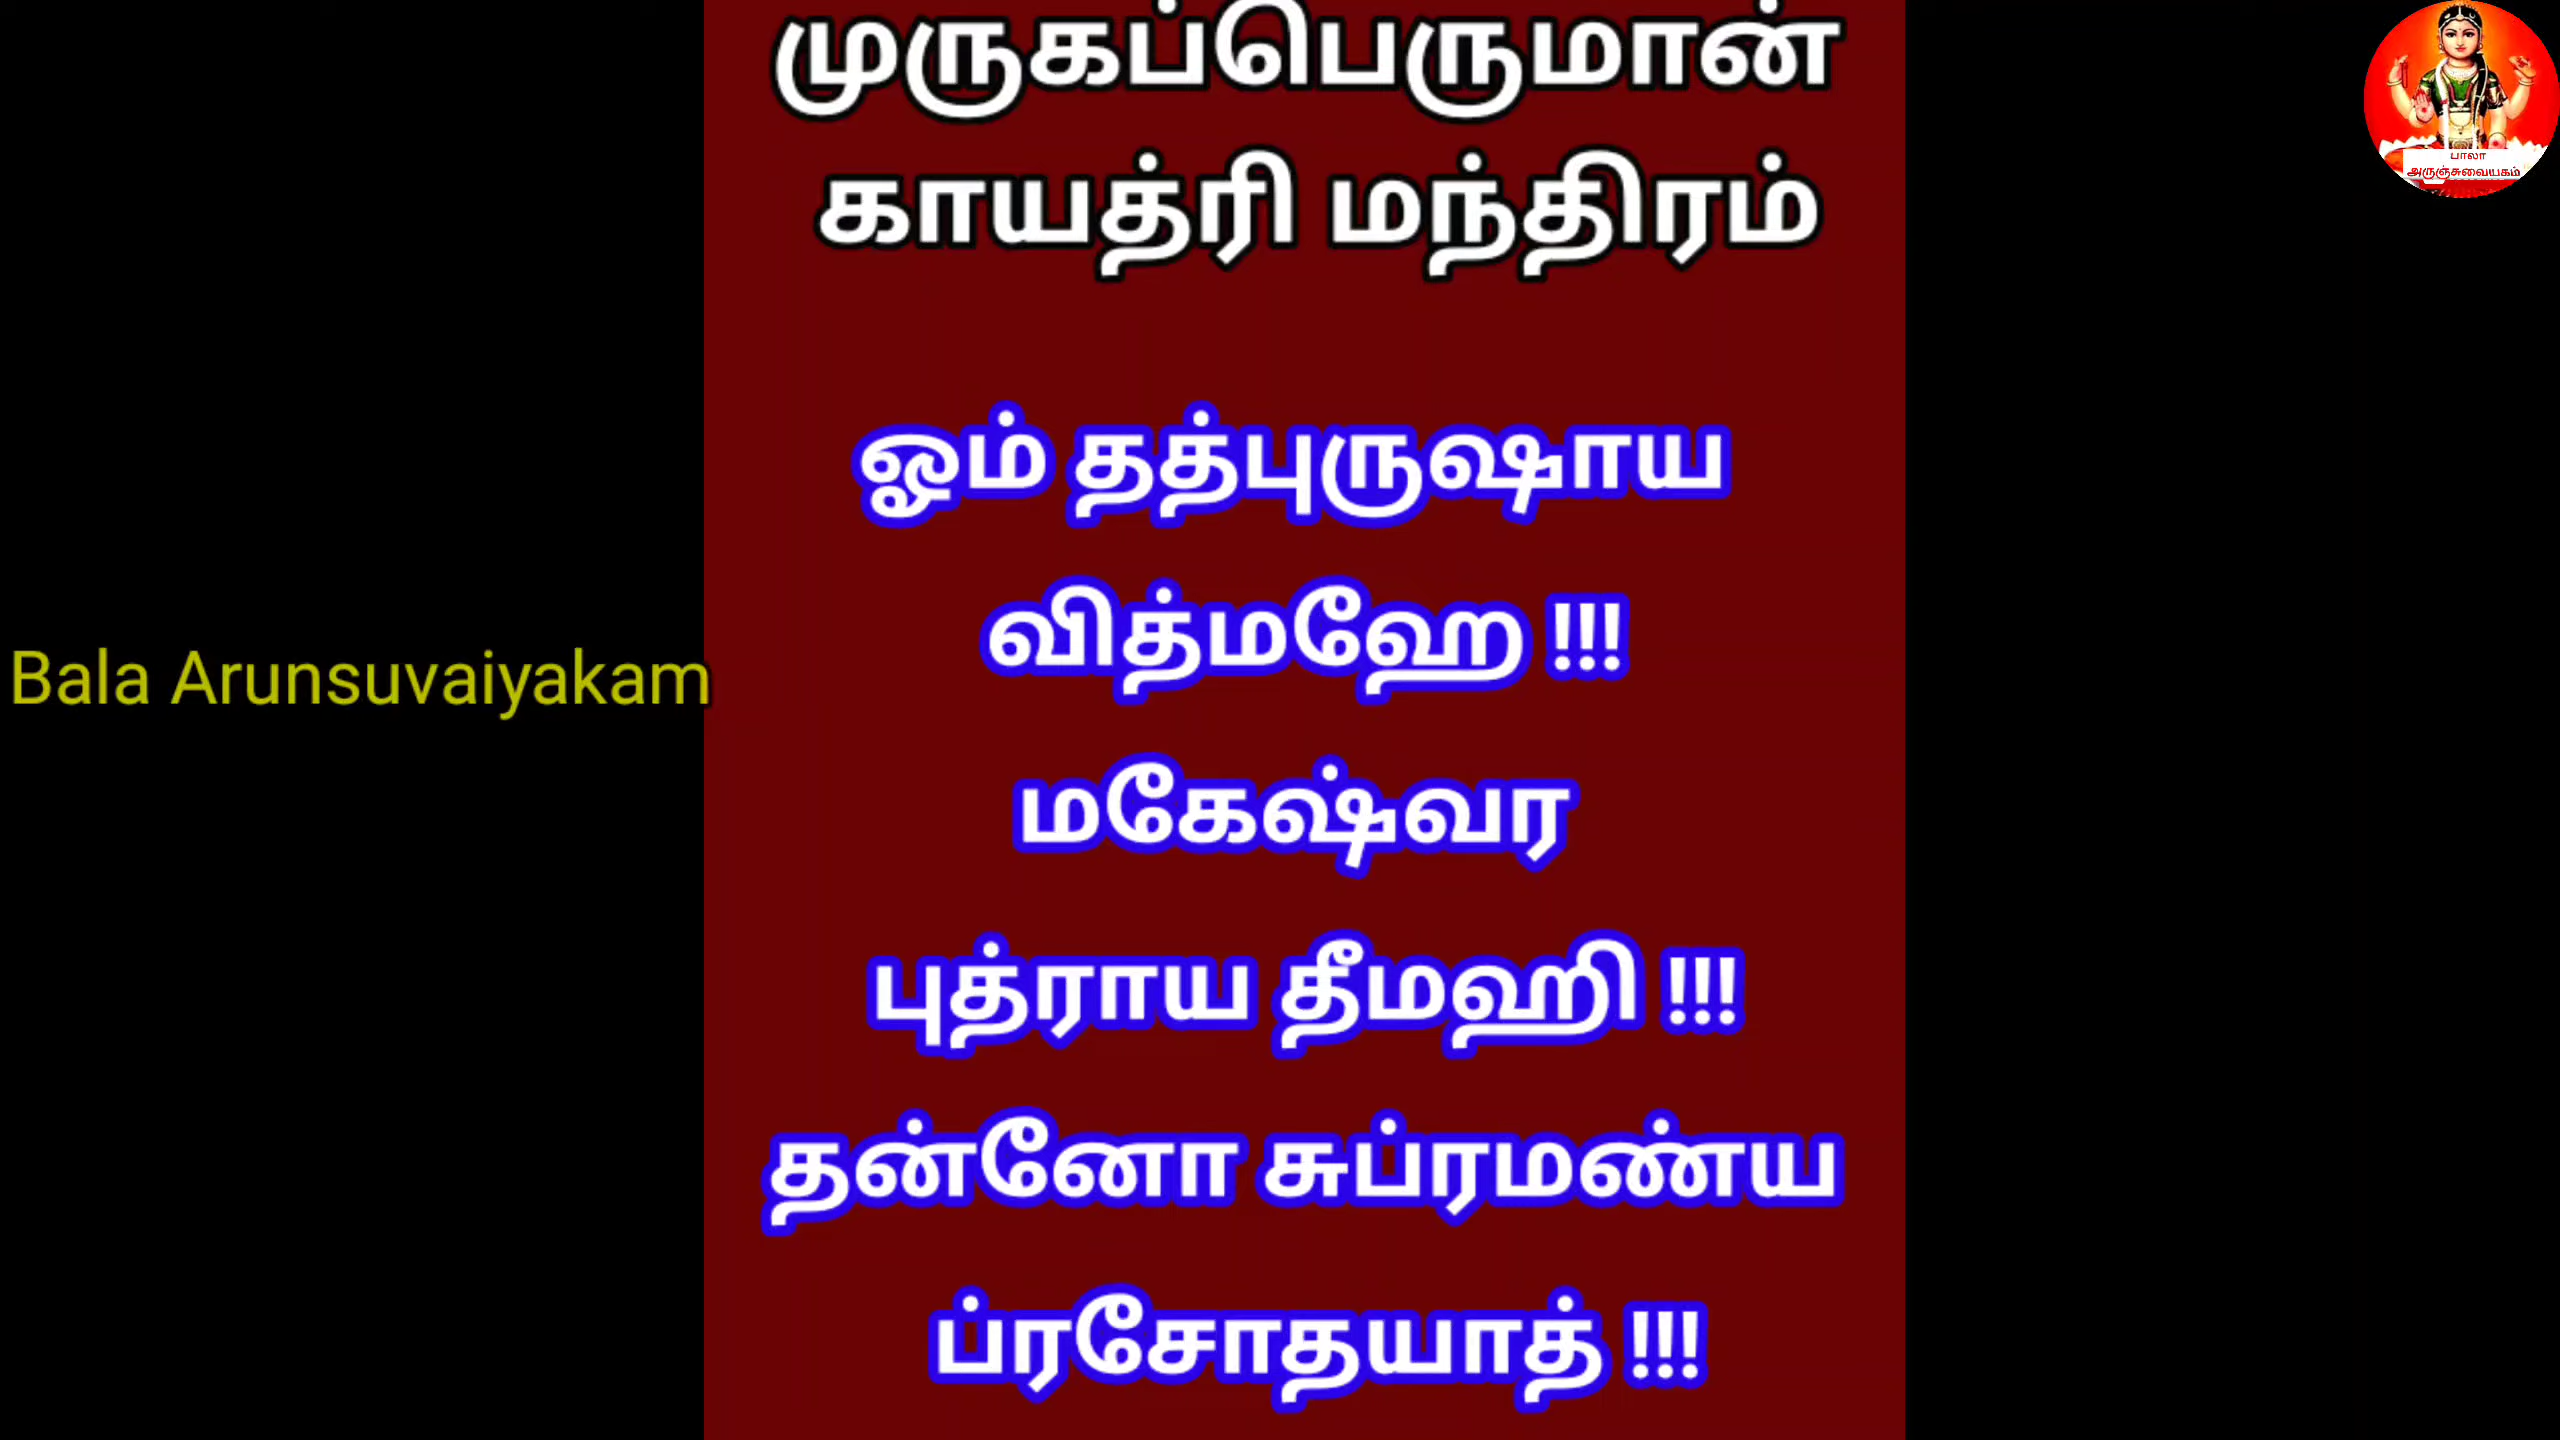 முருகப்பெருமான்
காயத்ரி மந்திரம்
ஓம் தத்புருஷாய
வித்மஹே !!!
மகேஷ்வர
புத்ராய தீமஹி !!!
தன்னோ சுப்ரமண்ய
ப்ரசோதயாத் !!!
Bala Arunsuvaiyakam
பாலா
அருஞ்சுவையகம்